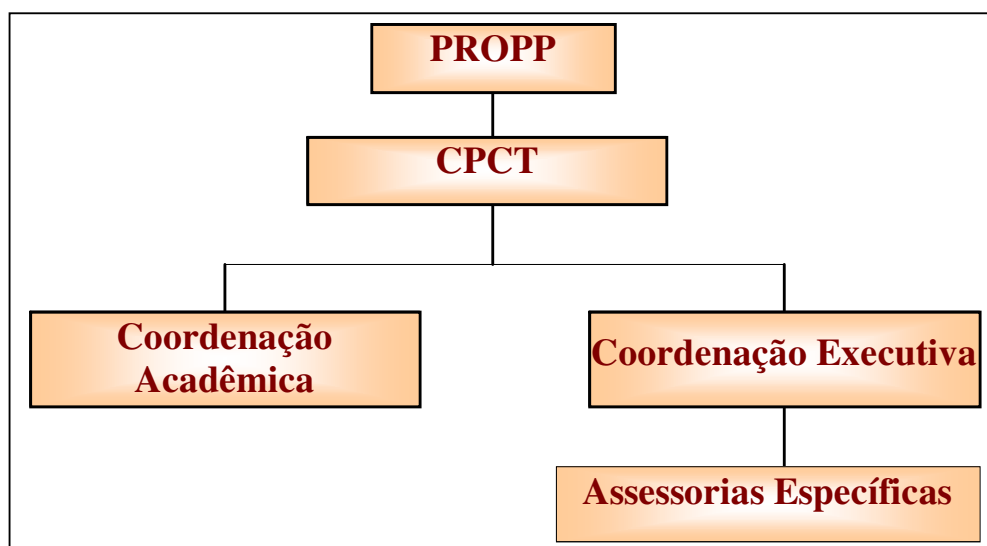 PROPP
CPCT
Coordenação
Acadêmica
Coordenação Executiva
Assessorias Específicas